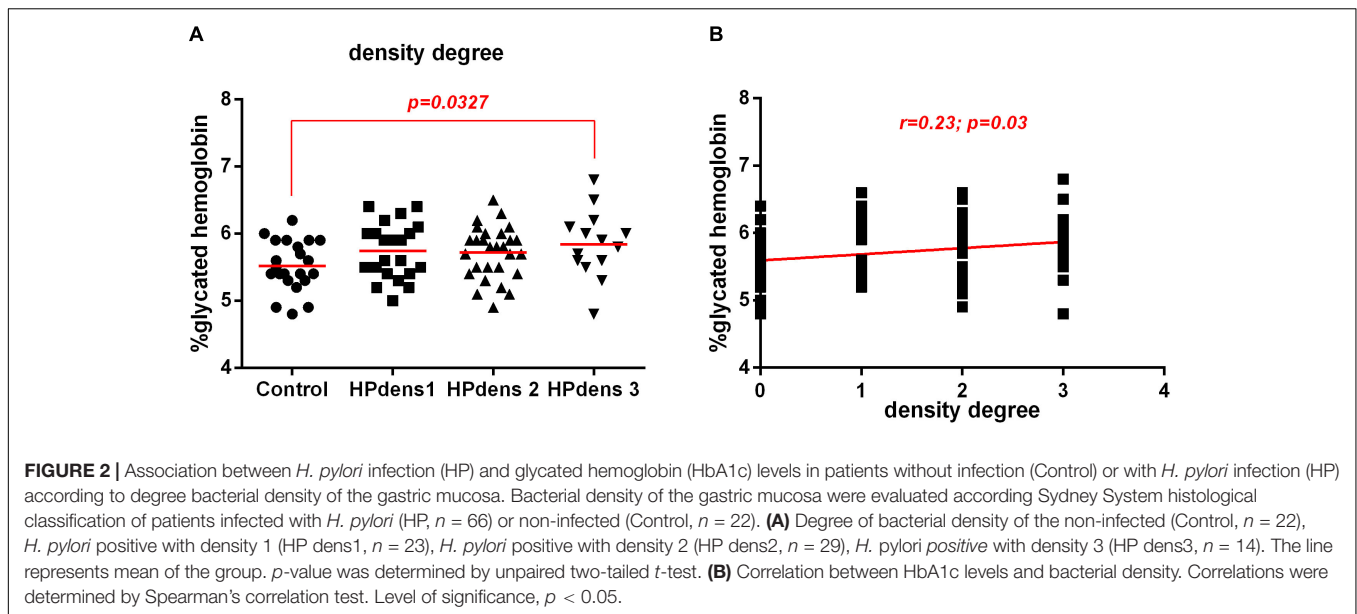 A
density degree
p=0.0327
%glycated hemoglobin
8
7
6
5
4
Control HPdens1 HPdens 2 HPdens 3
B
r=0.23; p=0.03
%glycated hemoglobin
8
7
6
5
4
0 1 2 3 4
density degree
FIGURE 2 | Association between H. pylori infection (HP) and glycated hemoglobin (HbA1c) levels in patients without infection (Control) or with H. pylori infection (HP)
according to degree bacterial density of the gastric mucosa. Bacterial density of the gastric mucosa were evaluated according Sydney System histological
classification of patients infected with H. pylori (HP, n = 66) or non-infected (Control, n = 22). (A) Degree of bacterial density of the non-infected (Control, n = 22),
H. pylori positive with density 1 (HP dens1, n = 23), H. pylori positive with density 2 (HP dens2, n = 29), H. pylori positive with density 3 (HP dens3, n = 14). The line
represents mean of the group. p-value was determined by unpaired two-tailed t-test. (B) Correlation between HbA1c levels and bacterial density. Correlations were
determined by Spearman's correlation test. Level of significance, p < 0.05.